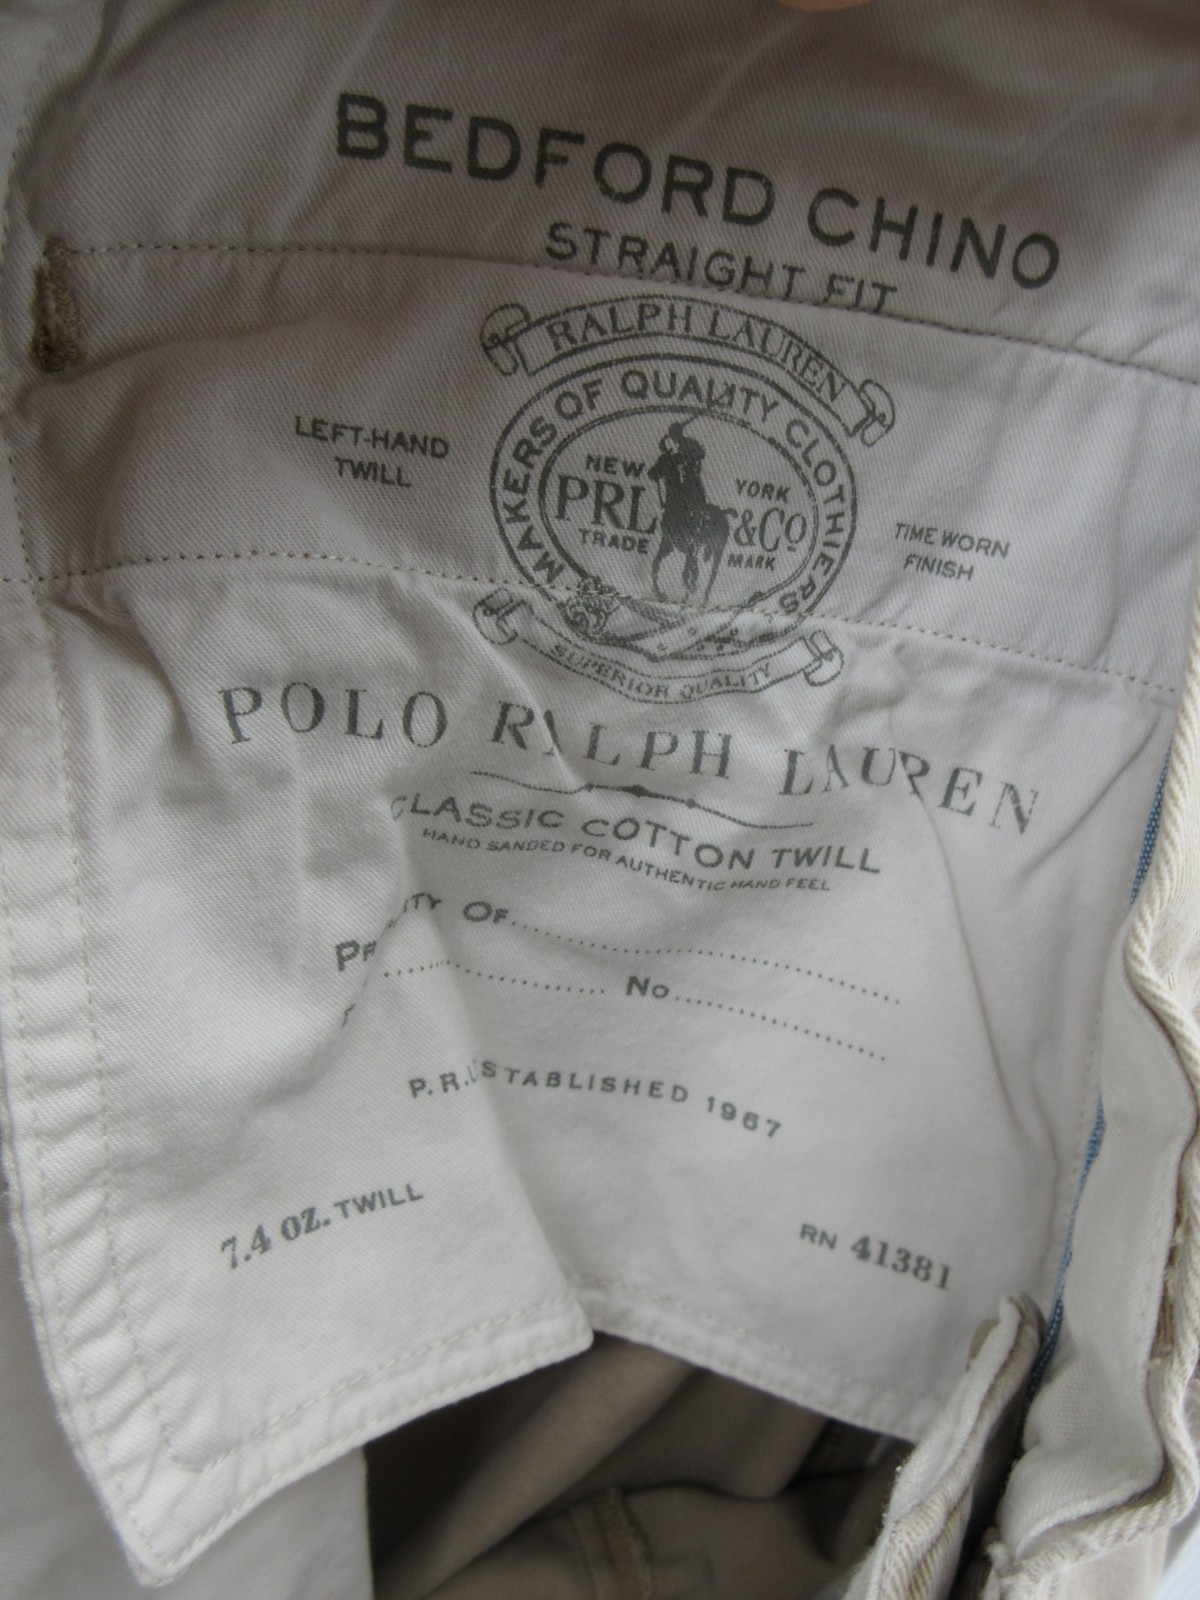 BEDFORD CHINO
STRAIGHT FIT
RALPH LAUREN
MAKERS OF QUALITY CLOTHIERS
LEFT-HAND
TWILL
NEW YORK
PRL &Co
TRADE MARK
TIME WORN
FINISH
SUPERIOR QUALITY
POLO RALPH LAUREN
CLASSIC COTTON TWILL
HAND SANDED FOR AUTHENTIC HAND FEEL
OF
No
P.R.L. ESTABLISHED 1967
7.4 OZ. TWILL
RN 41381